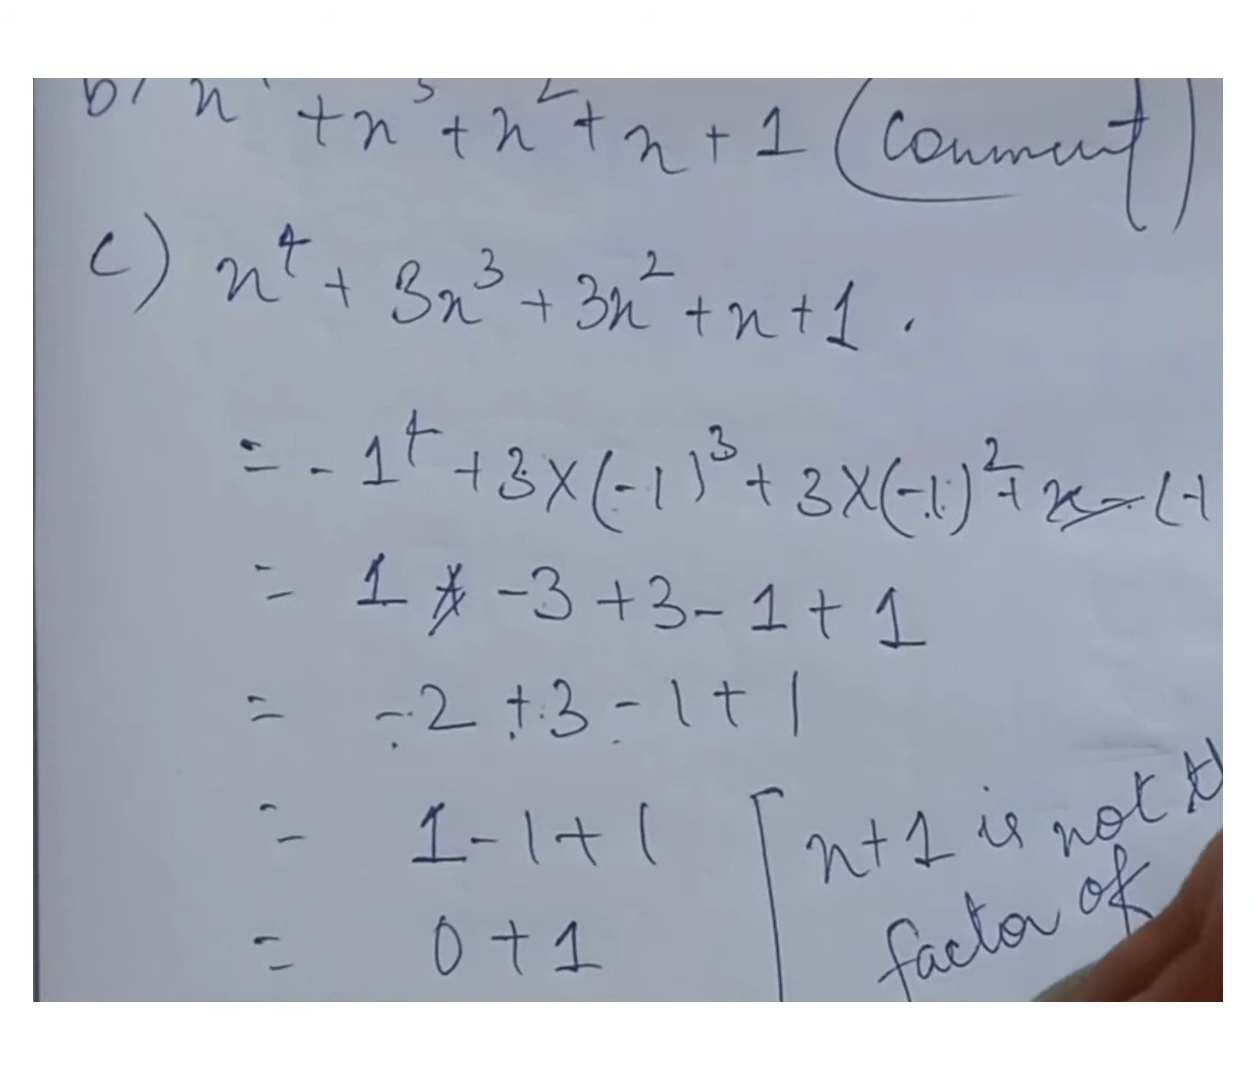 b) x⁴ + x³ + x² + x + 1 (Comment)
c) x⁴ + 3x³ + 3x² + x + 1 .
= - 1⁴ + 3×(-1)³ + 3×(-1)² + (-1
= 1 -3 +3 - 1 + 1
= -2 + 3 - 1 + 1
= 1 - 1 + 1
x+1 is not
factor of
= 0 + 1